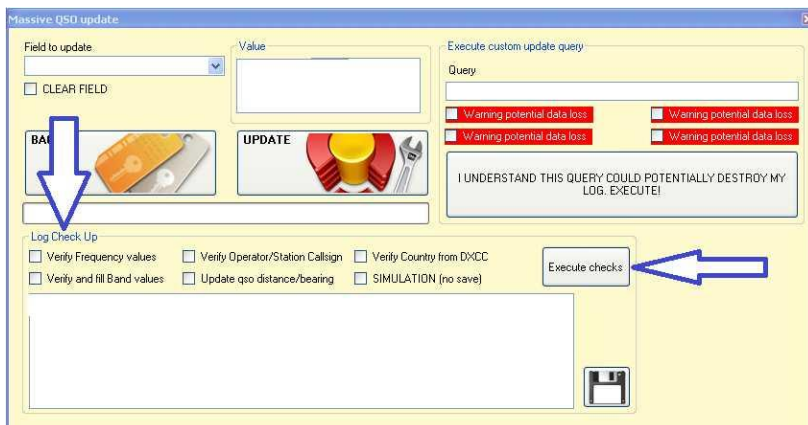 Massive QSO update
Field to update
CLEAR FIELD
Value
UPDATE
Execute custom update query
Query
Warning potential data loss
Warning potential data loss
Warning potential data loss
Warning potential data loss
I UNDERSTAND THIS QUERY COULD POTENTIALLY DESTROY MY
LOG. EXECUTE!
Log Check Up
Verify Frequency values
Verify Operator/Station Callsign
Verify Country from DXCC
Verify and fill Band values
Update qso distance/bearing
SIMULATION (no save)
Execute checks